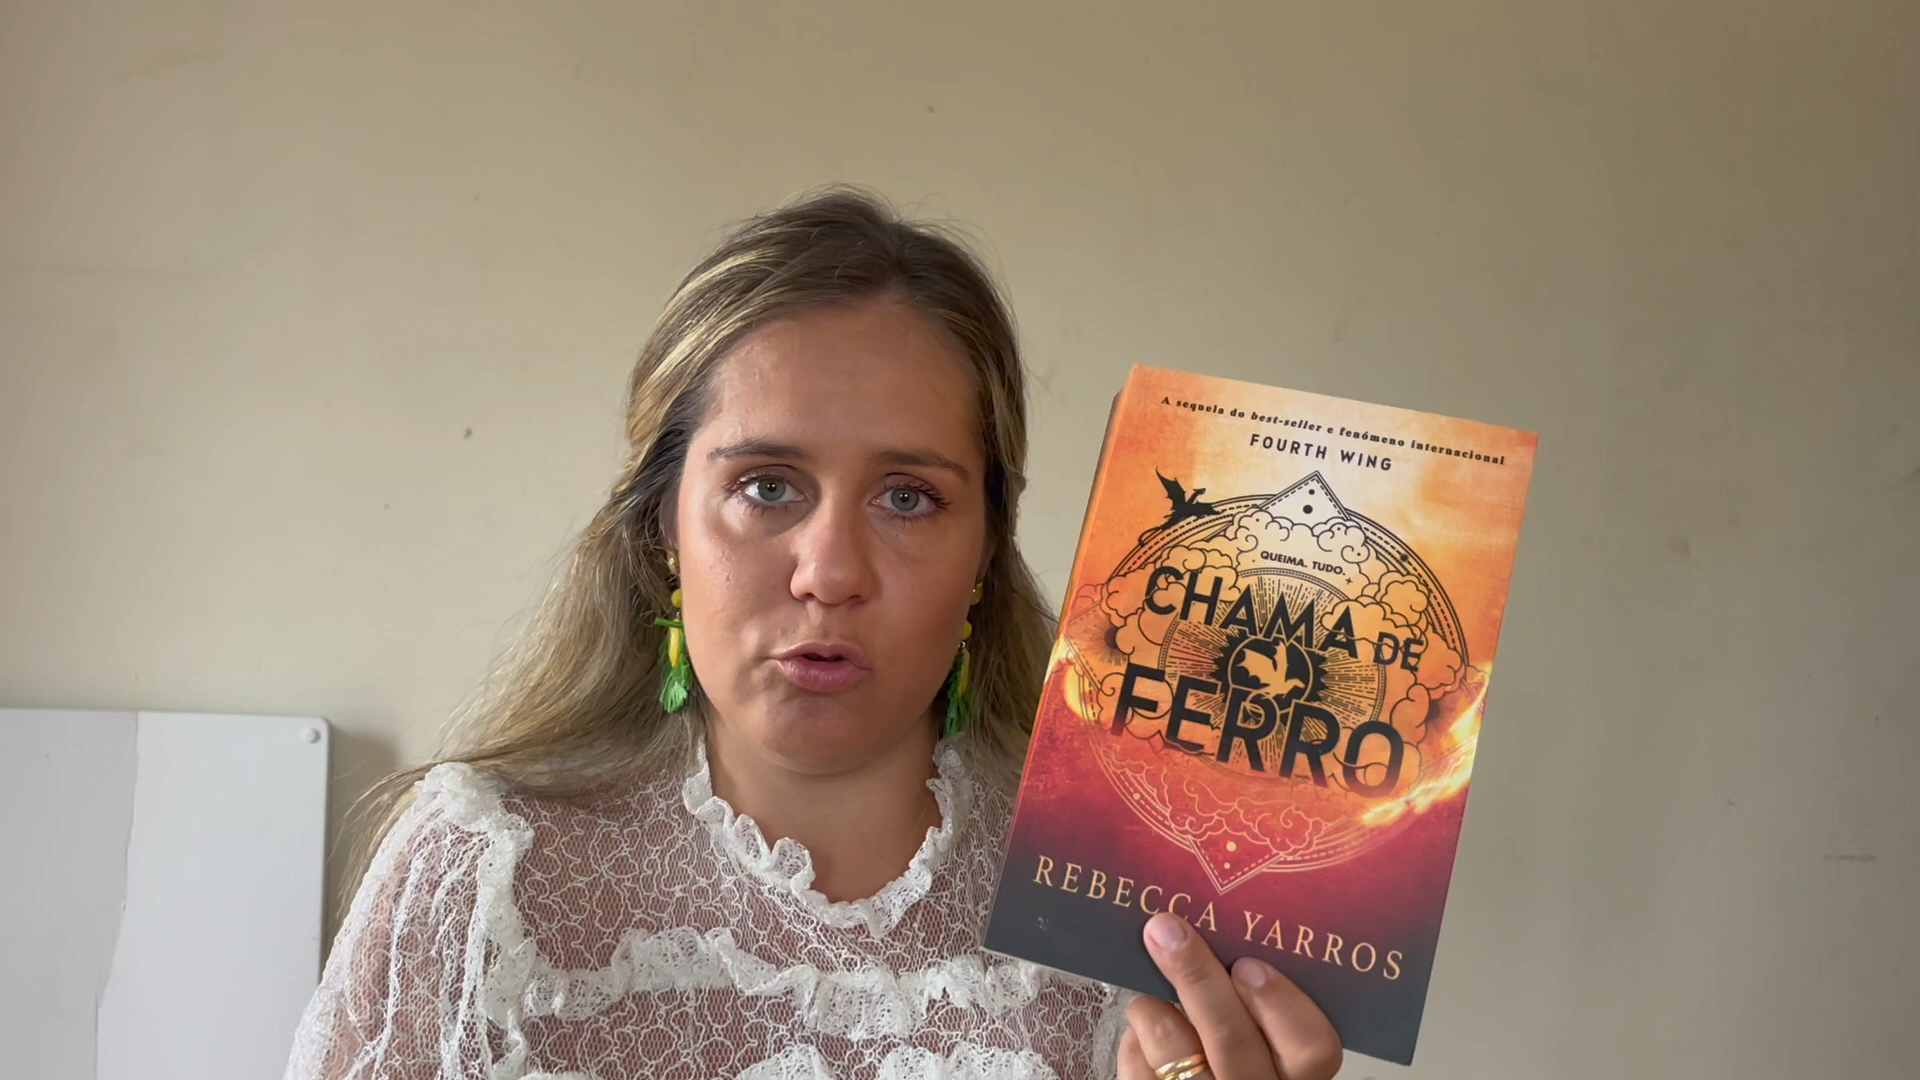 A sequela do best-seller e fenómeno internacional
FOURTH WING
QUEIMA. TUDO.
CHAMA DE
FERRO
REBECCA YARROS